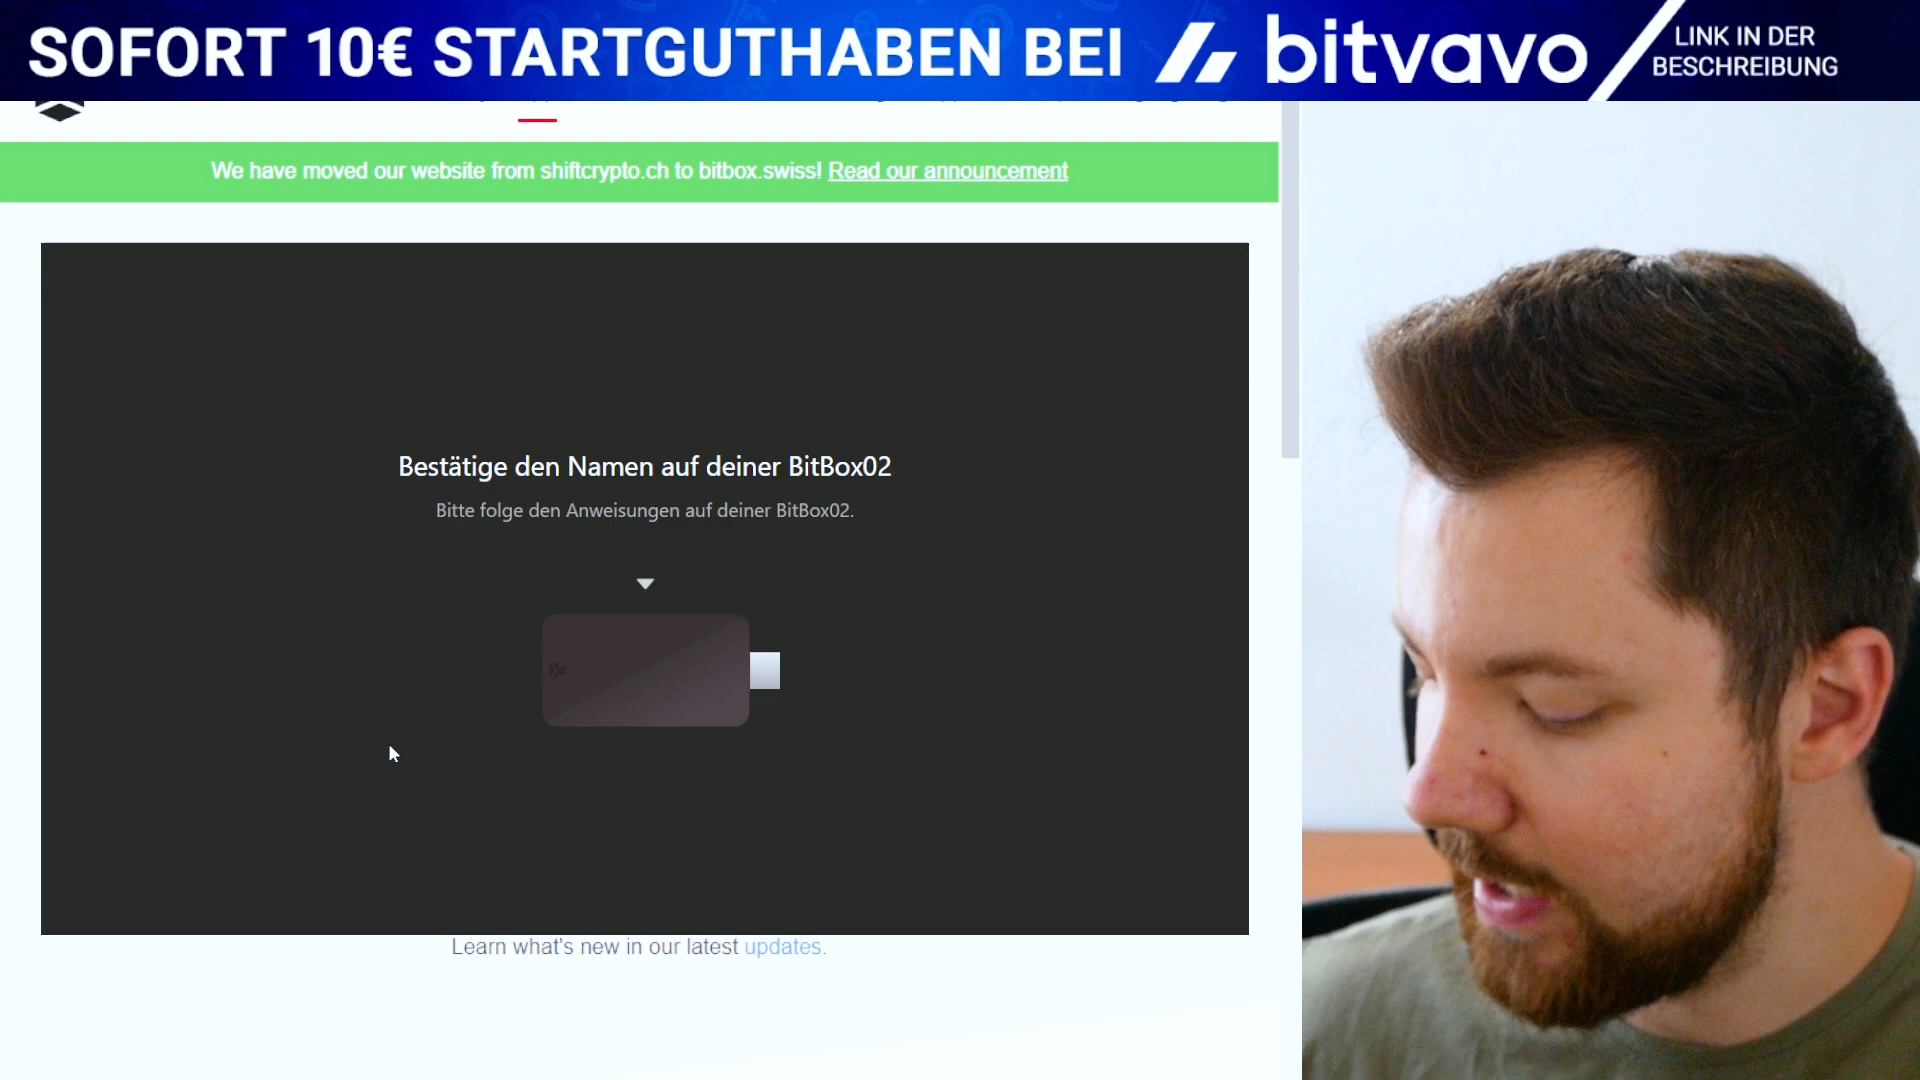 SOFORT 10€ STARTGUTHABEN BEI bitvavo
LINK IN DER
BESCHREIBUNG
We have moved our website from shiftcrypto.ch to bitbox.swiss! Read our announcement
Bestätige den Namen auf deiner BitBox02
Bitte folge den Anweisungen auf deiner BitBox02.
Learn what's new in our latest updates.